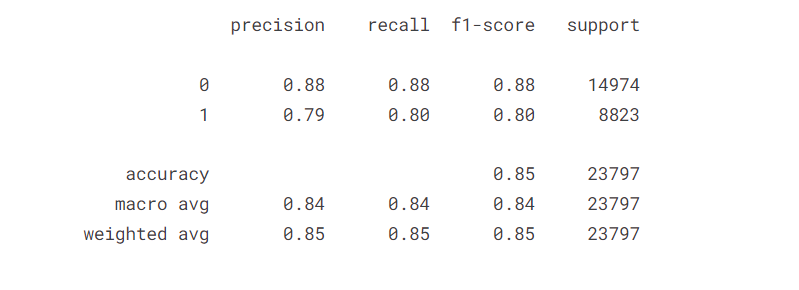 precision recall f1-score support
0 0.88 0.88 0.88 14974
1 0.79 0.80 0.80 8823
accuracy 0.85 23797
macro avg 0.84 0.84 0.84 23797
weighted avg 0.85 0.85 0.85 23797